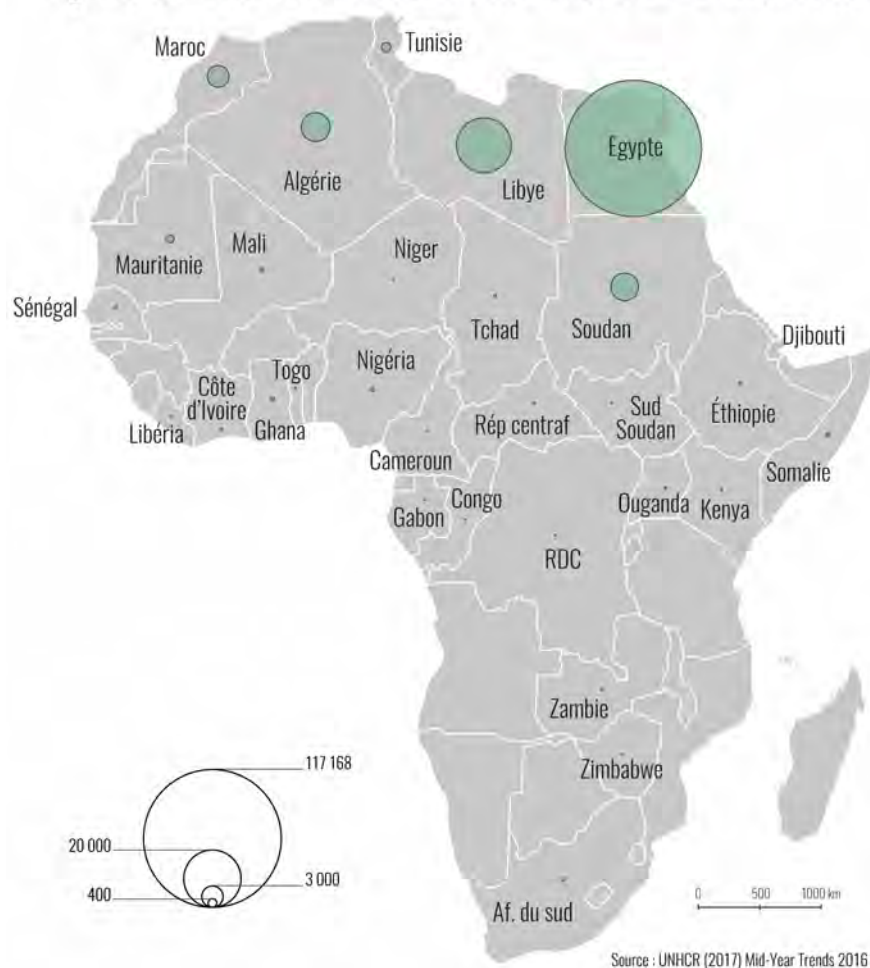 Maroc
Tunisie
Algérie
Libye
Egypte
Mauritanie
Mali
Niger
Sénégal
Tchad
Soudan
Djibouti
Togo
Nigéria
Côte
d'Ivoire
Libéria
Ghana
Cameroun
Rép centraf
Sud
Soudan
Éthiopie
Somalie
Gabon
Congo
Ouganda
Kenya
RDC
Zambie
Zimbabwe
Af. du sud
117 168
20 000
3 000
400
0 500 1000 km
Source : UNHCR (2017) Mid-Year Trends 2016